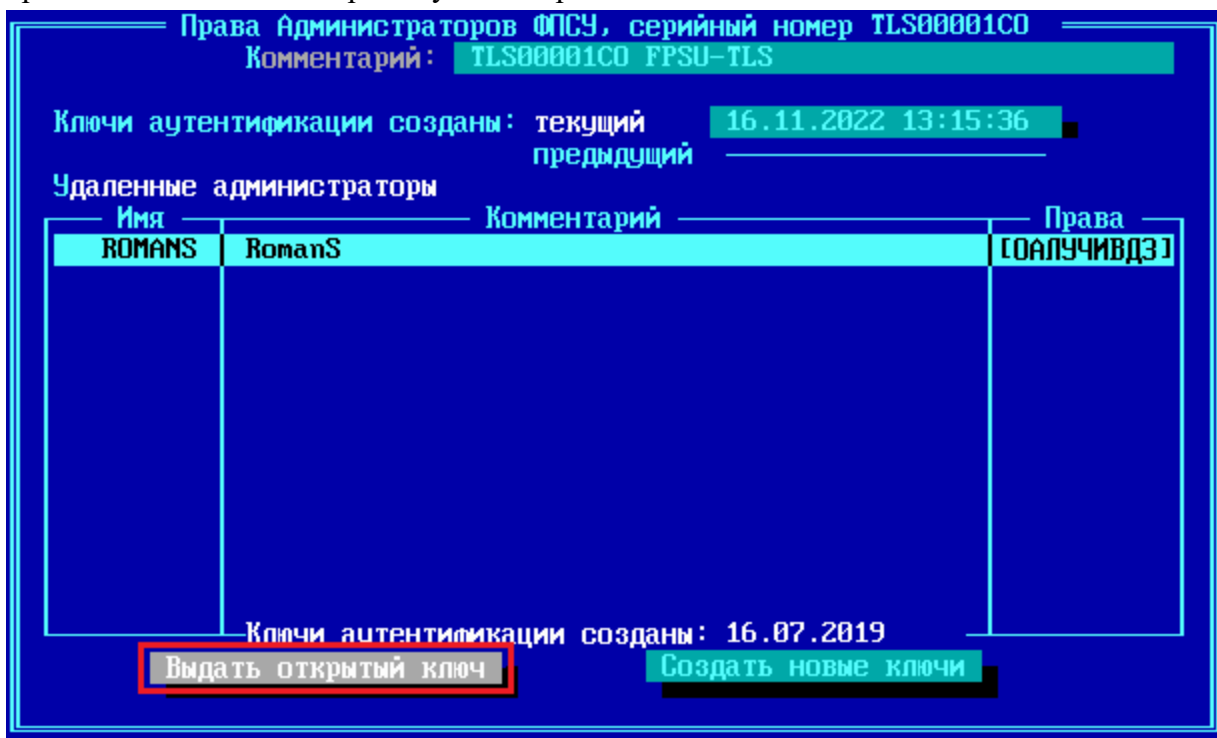 Права Администраторов ФПСУ, серийный номер TLS00001CO
Комментарий: TLS00001CO FPSU-TLS
Ключи аутентификации созданы: текущий 16.11.2022 13:15:36
предыдущий
Удаленные администраторы
Имя Комментарий Права
ROMANS RomanS [ОАЛУЧИВДЗ]
Ключи аутентификации созданы: 16.07.2019
Выдать открытый ключ Создать новые ключи